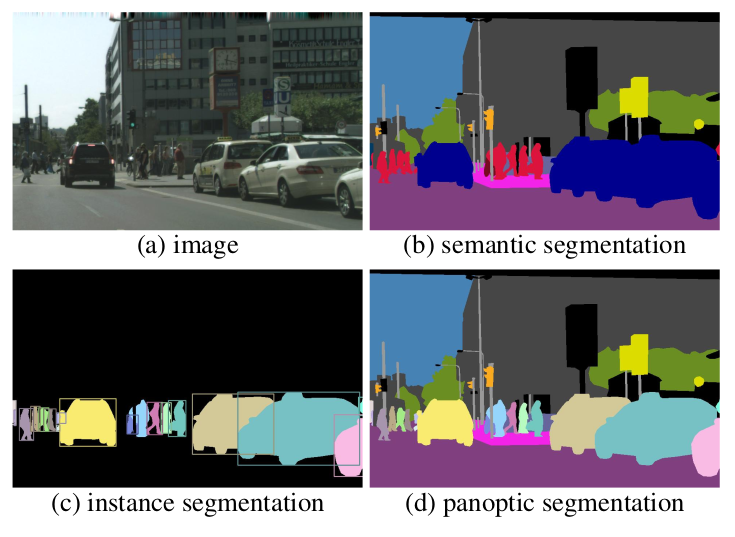 S
U
(a) image
(b) semantic segmentation
(c) instance segmentation
(d) panoptic segmentation